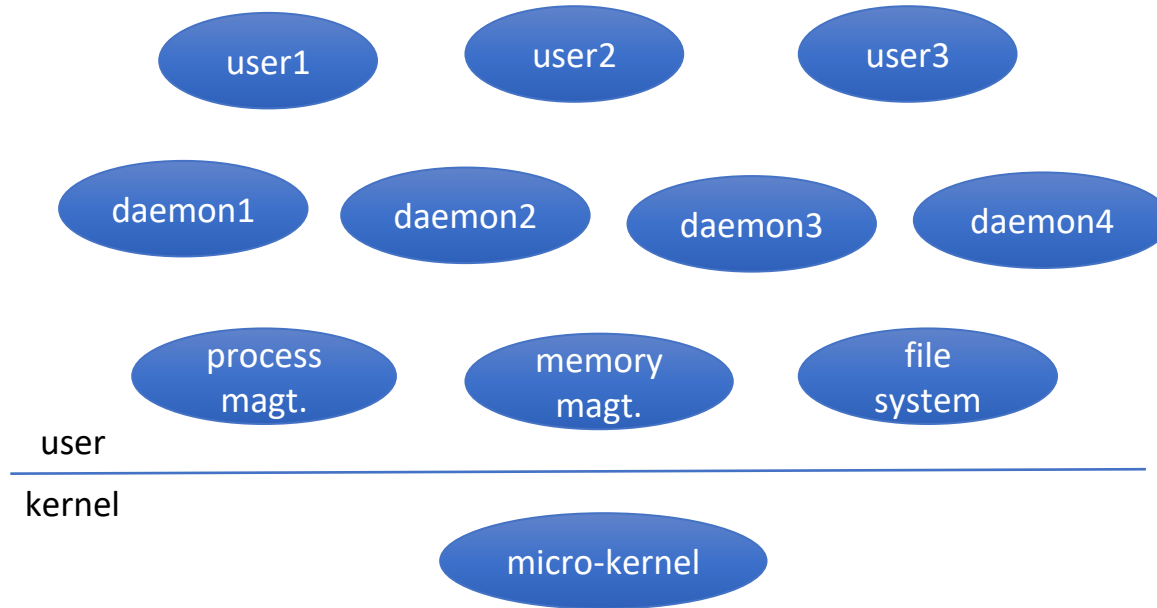 user1
user2
user3
daemon1
daemon2
daemon3
daemon4
process
magt.
memory
magt.
file
system
user
kernel
micro-kernel